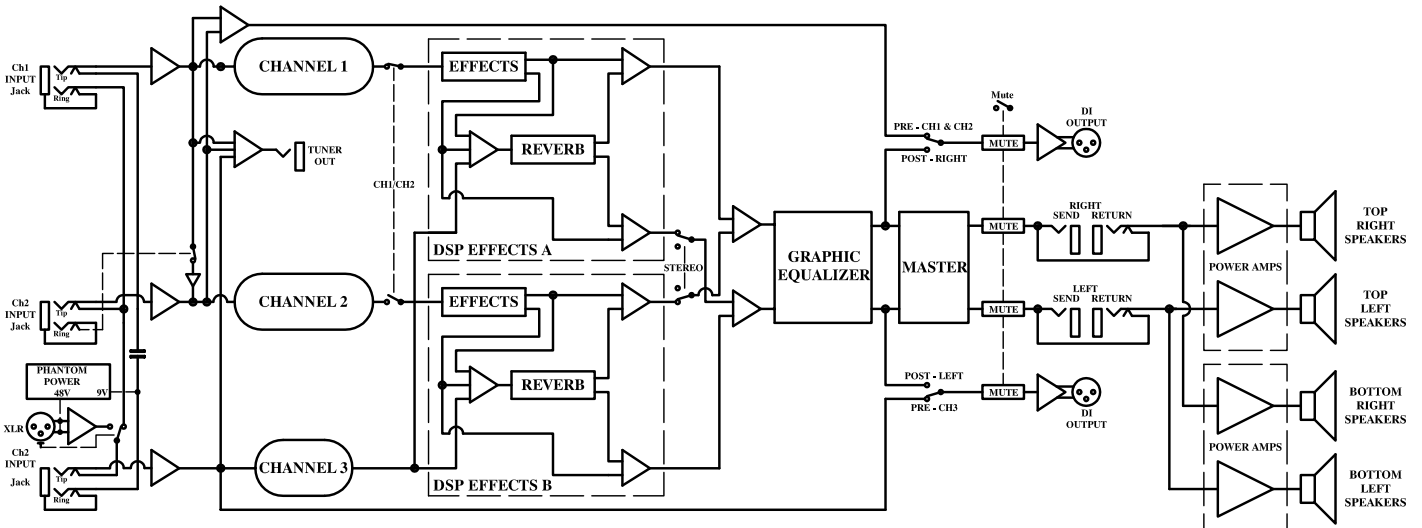 Ch1
INPUT
Jack
Tip
Ring
CHANNEL 1
EFFECTS
REVERB
DSP EFFECTS A
TUNER
OUT
CH1/CH2
Ch2
INPUT
Jack
Tip
Ring
CHANNEL 2
EFFECTS
REVERB
DSP EFFECTS B
STEREO
PHANTOM
POWER
48V 9V
XLR
Ch2
INPUT
Jack
Tip
Ring
CHANNEL 3
GRAPHIC
EQUALIZER
MASTER
PRE - CH1 & CH2
POST - RIGHT
Mute
MUTE
DI
OUTPUT
MUTE
RIGHT
SEND RETURN
MUTE
LEFT
SEND RETURN
POST - LEFT
PRE - CH3
MUTE
DI
OUTPUT
POWER AMPS
POWER AMPS
TOP
RIGHT
SPEAKERS
TOP
LEFT
SPEAKERS
BOTTOM
RIGHT
SPEAKERS
BOTTOM
LEFT
SPEAKERS